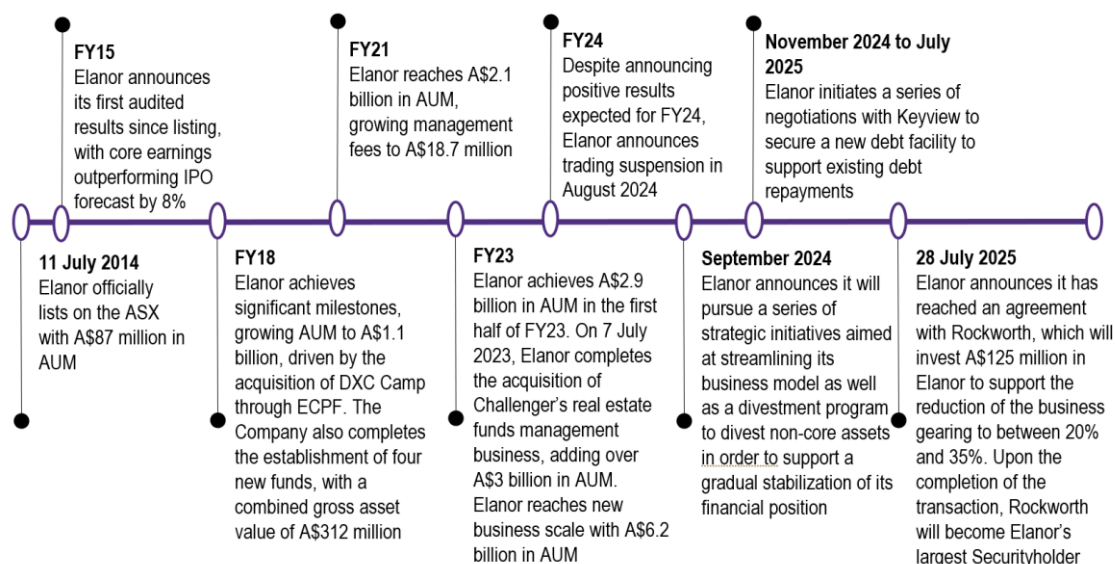 FY15
Elanor announces
its first audited
results since listing,
with core earnings
outperforming IPO
forecast by 8%
FY21
Elanor reaches A$2.1
billion in AUM,
growing management
fees to A$18.7 million
FY24
Despite announcing
positive results
expected for FY24,
Elanor announces
trading suspension in
August 2024
November 2024 to July
2025
Elanor initiates a series of
negotiations with Keyview to
secure a new debt facility to
support existing debt
repayments
11 July 2014
Elanor officially
lists on the ASX
with A$87 million in
AUM
FY18
Elanor achieves
significant milestones,
growing AUM to A$1.1
billion, driven by the
acquisition of DXC Camp
through ECPF. The
Company also completes
the establishment of four
new funds, with a
combined gross asset
value of A$312 million
FY23
Elanor achieves A$2.9
billion in AUM in the first
half of FY23. On 7 July
2023, Elanor completes
the acquisition of
Challenger's real estate
funds management
business, adding over
A$3 billion in AUM.
Elanor reaches new
business scale with A$6.2
billion in AUM
September 2024
Elanor announces it will
pursue a series of
strategic initiatives aimed
at streamlining its
business model as well
as a divestment program
to divest non-core assets
in order to support a
gradual stabilization of its
financial position
28 July 2025
Elanor announces it has
reached an agreement
with Rockworth, which will
invest A$125 million in
Elanor to support the
reduction of the business
gearing to between 20%
and 35%. Upon the
completion of the
transaction, Rockworth
will become Elanor's
largest Securityholder